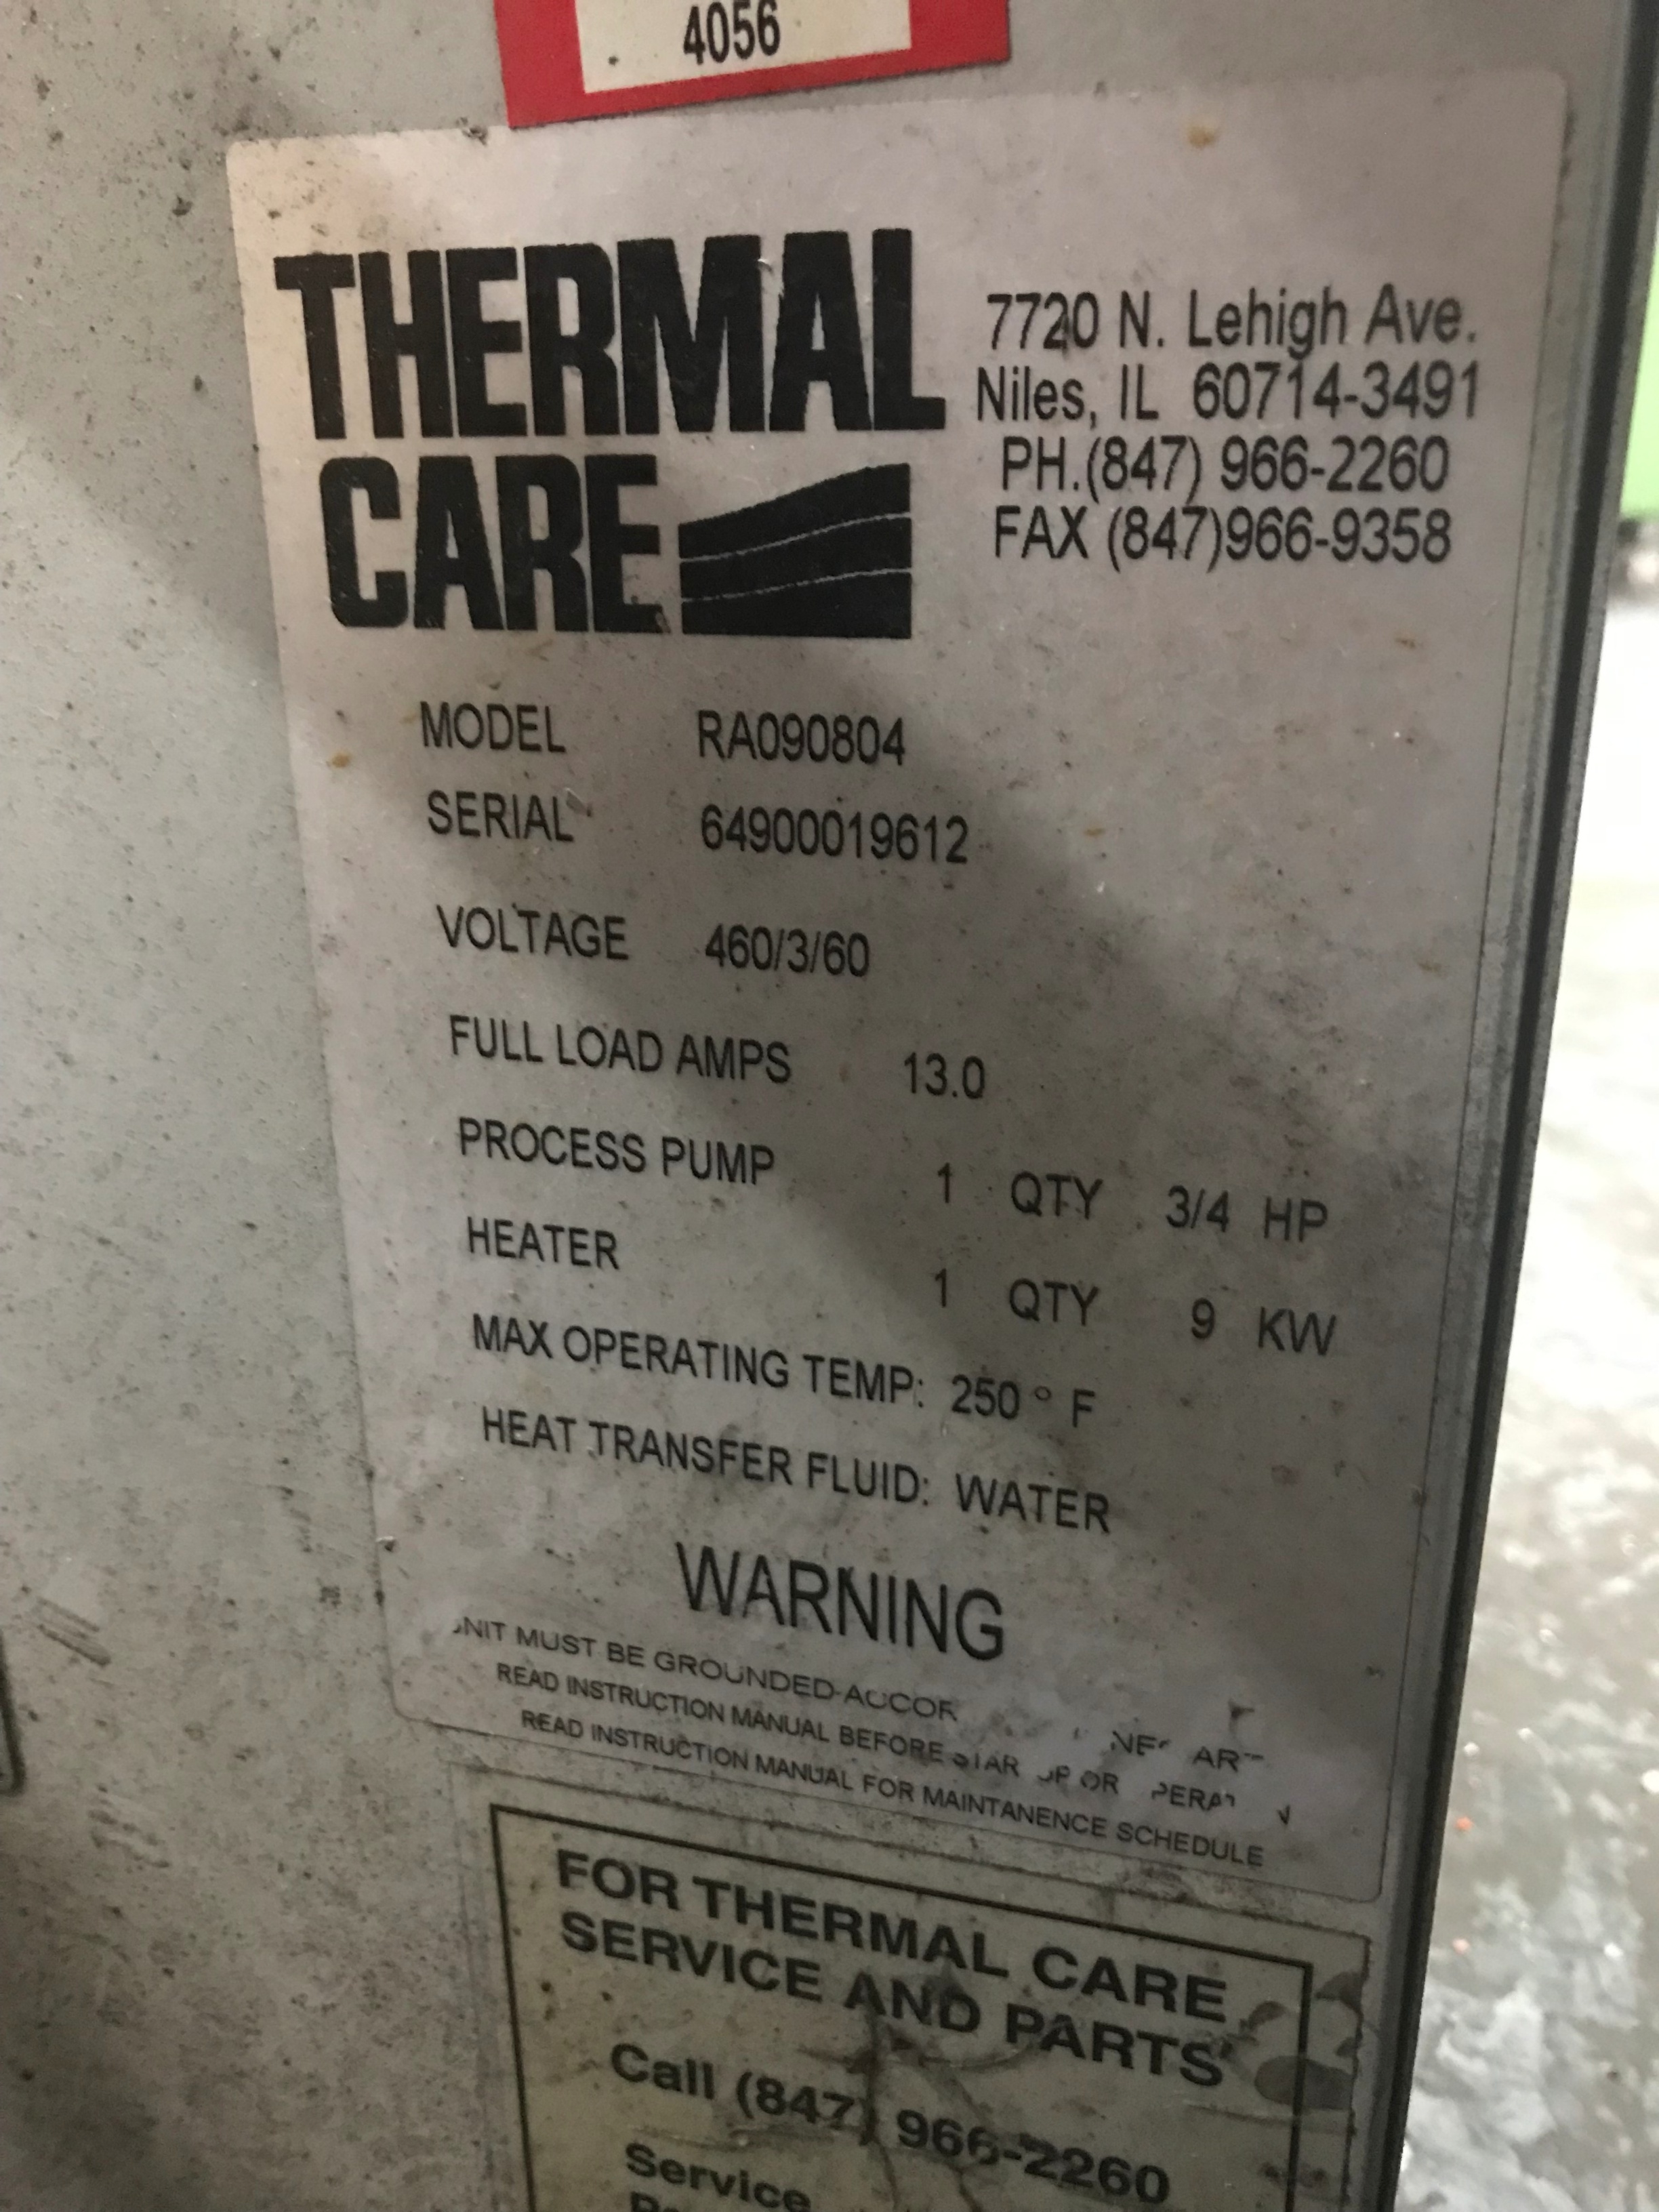 4056
THERMAL
CARE
7720 N. Lehigh Ave.
Niles, IL 60714-3491
PH.(847) 966-2260
FAX (847)966-9358
MODEL RA090804
SERIAL 64900019612
VOLTAGE 460/3/60
FULL LOAD AMPS 13.0
PROCESS PUMP 1 QTY 3/4 HP
HEATER 1 QTY 9 KW
MAX OPERATING TEMP: 250 ° F
HEAT TRANSFER FLUID: WATER
WARNING
MUST BE GROUNDED
READ INSTRUCTION MANUAL BEFORE OR
READ INSTRUCTION MANUAL FOR MAINTANENCE SCHEDULE
FOR THERMAL CARE
SERVICE AND PARTS
Call (847) 966-2260
Service